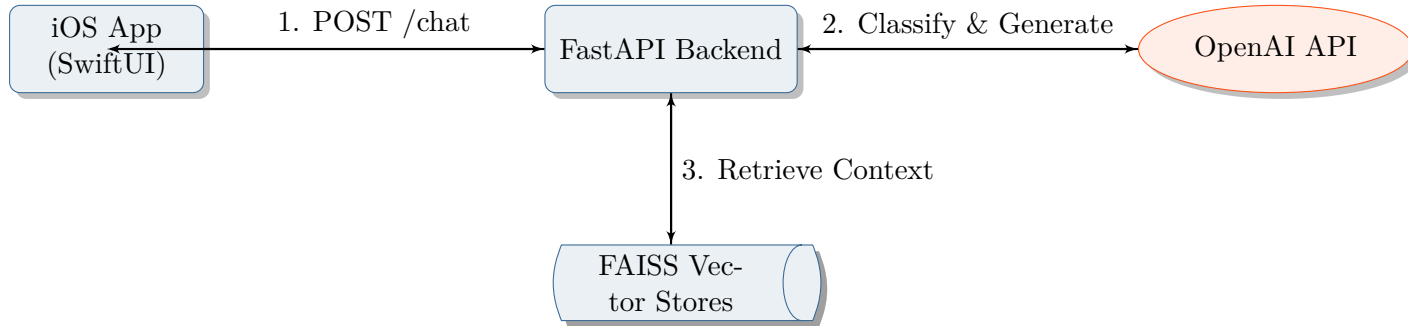 iOS App
(SwiftUI)
1. POST /chat
FastAPI Backend
2. Classify & Generate
OpenAI API
3. Retrieve Context
FAISS Vec-
tor Stores